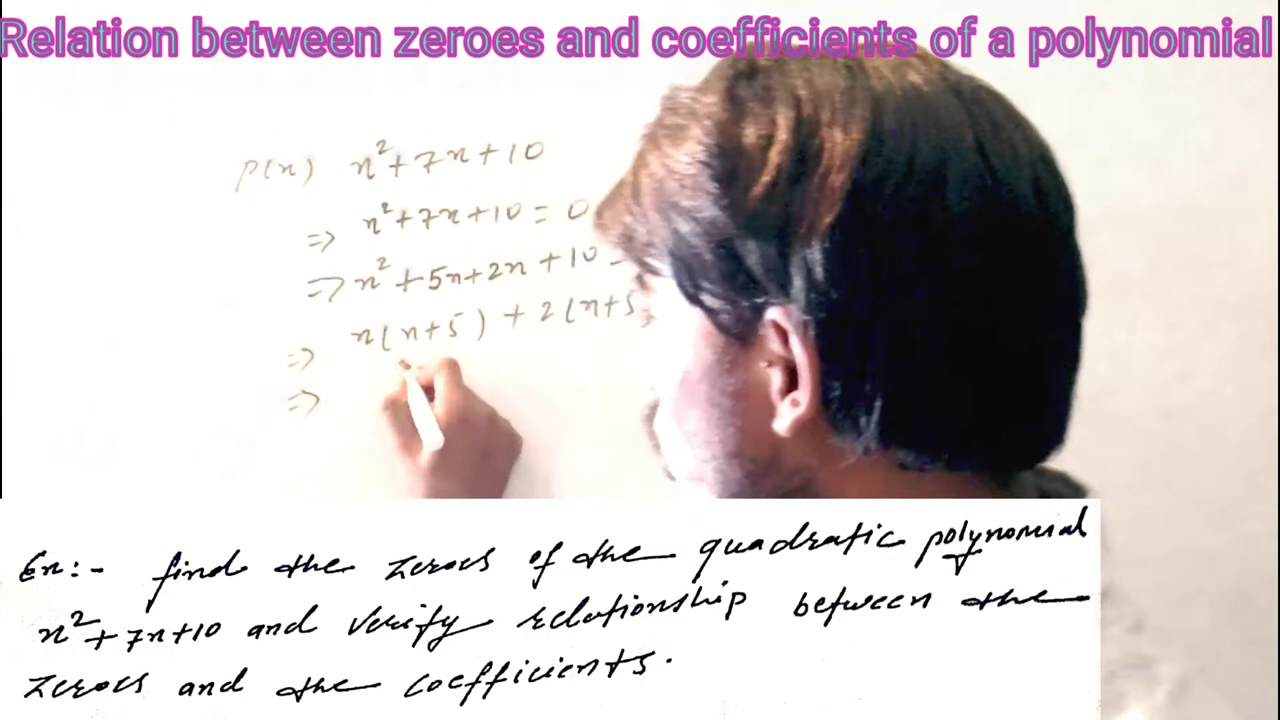 Relation between zeroes and coefficients of a polynomial
P(x) x²+7x+10
=> x²+7x+10=0
=> x²+5x+2x+10
=> x(x+5)+2(x+5
=>
Ex:- find the zeroes of the quadratic polynomial
x²+7x+10 and verify relationship between the
zeroes and the coefficients.